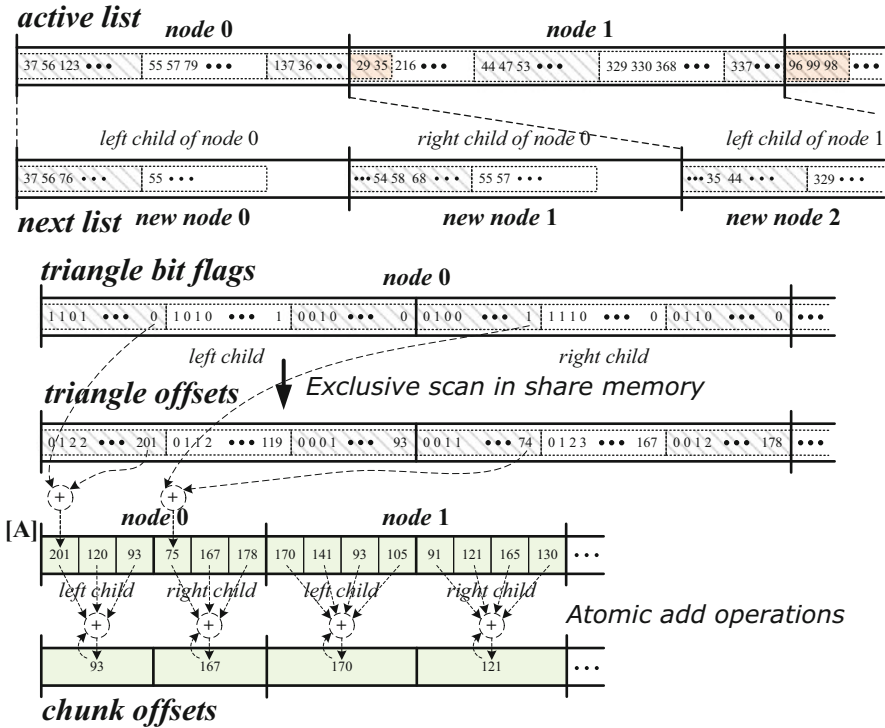 active list
node 0
node 1
37 56 123 •••
55 57 79 •••
137 36 •••
29 35
216 •••
44 47 53 •••
329 330 368 •••
337 •••
96 99 98
•••
left child of node 0
right child of node 0
left child of node 1
37 56 76 •••
55 •••
••• 54 58 68 •••
55 57 •••
••• 35 44 •••
329 •••
next list
new node 0
new node 1
new node 2
triangle bit flags
node 0
1 1 0 1 ••• 0
1 0 1 0 ••• 1
0 0 1 0 ••• 0
0 1 0 0 ••• 1
1 1 1 0 ••• 0
0 1 1 0 ••• 0
•••
left child
right child
Exclusive scan in share memory
triangle offsets
0 1 2 2 ••• 201
0 1 1 2 ••• 119
0 0 0 1 ••• 93
0 0 1 1 ••• 74
0 1 2 3 ••• 167
0 0 1 2 ••• 178
•••
+
+
node 0
node 1
[A]
201 120 93 75 167 178 170 141 93 105 91 121 165 130 •••
left child
right child
left child
right child
+
+
+
+
Atomic add operations
93 167 170 121 •••
chunk offsets